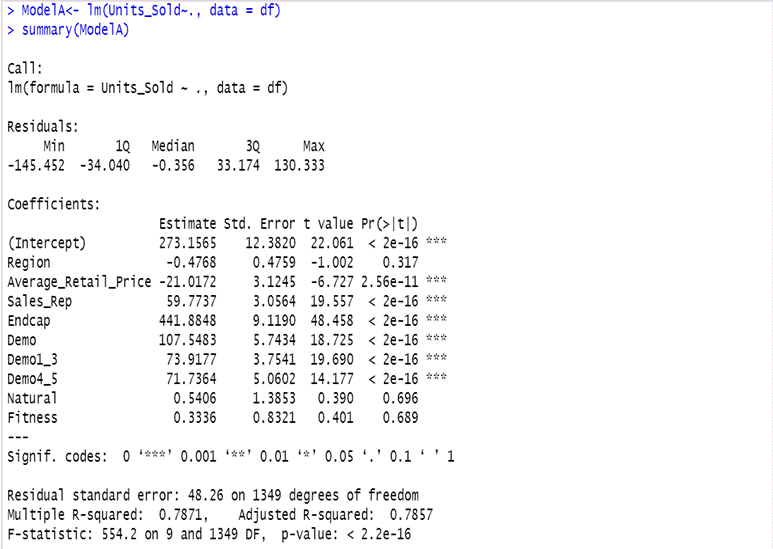 > ModelA<- lm(Units_Sold~., data = df)
> summary(ModelA)
Call:
lm(formula = Units_Sold ~ ., data = df)
Residuals:
     Min       1Q   Median       3Q      Max
-145.452  -34.040   -0.356   33.174  130.333
Coefficients:
                     Estimate Std. Error t value Pr(>|t|)
(Intercept)          273.1565    12.3820  22.061  < 2e-16 ***
Region                -0.4768     0.4759  -1.002    0.317
Average_Retail_Price -21.0172     3.1245  -6.727 2.56e-11 ***
Sales_Rep             59.7737     3.0564  19.557  < 2e-16 ***
Endcap               441.8848     9.1190  48.458  < 2e-16 ***
Demo                 107.5483     5.7434  18.725  < 2e-16 ***
Demo1_3               73.9177     3.7541  19.690  < 2e-16 ***
Demo4_5               71.7364     5.0602  14.177  < 2e-16 ***
Natural                0.5406     1.3853   0.390    0.696
Fitness                0.3336     0.8321   0.401    0.689
---
Signif. codes:  0 ‘***’ 0.001 ‘**’ 0.01 ‘*’ 0.05 ‘.’ 0.1 ‘ ’ 1
Residual standard error: 48.26 on 1349 degrees of freedom
Multiple R-squared:  0.7871,    Adjusted R-squared:  0.7857
F-statistic: 554.2 on 9 and 1349 DF,  p-value: < 2.2e-16